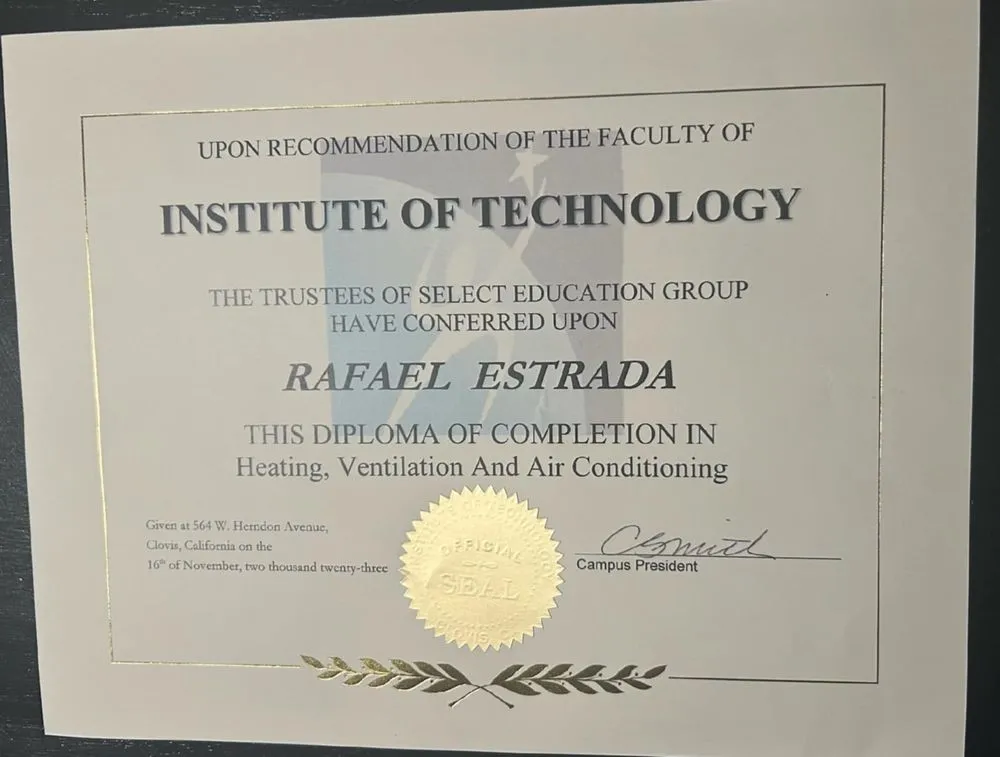 UPON RECOMMENDATION OF THE FACULTY OF
INSTITUTE OF TECHNOLOGY
THE TRUSTEES OF SELECT EDUCATION GROUP
HAVE CONFERRED UPON
RAFAEL ESTRADA
THIS DIPLOMA OF COMPLETION IN
Heating, Ventilation And Air Conditioning
Given at 564 W. Herndon Avenue,
Clovis, California on the
16th of November, two thousand twenty-three
OFFICIAL
SEAL
CSmith
Campus President